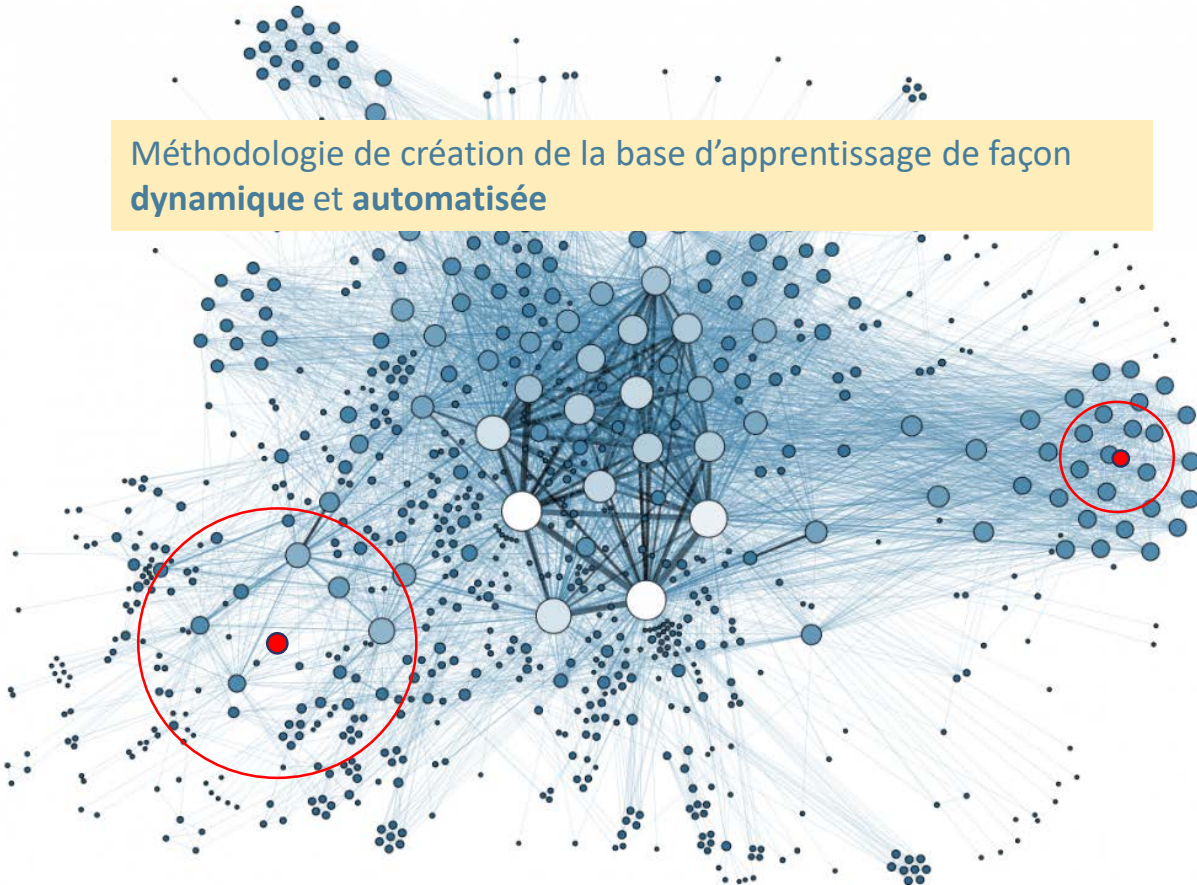 Méthodologie de création de la base d’apprentissage de façon
dynamique et automatisée